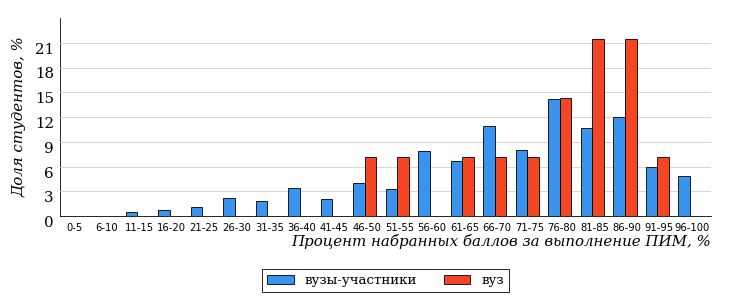 Доля студентов, %
21
18
15
12
9
6
3
0
0-5 6-10 11-15 16-20 21-25 26-30 31-35 36-40 41-45 46-50 51-55 56-60 61-65 66-70 71-75 76-80 81-85 86-90 91-95 96-100
Процент набранных баллов за выполнение ПИМ, %
вузы-участники вуз